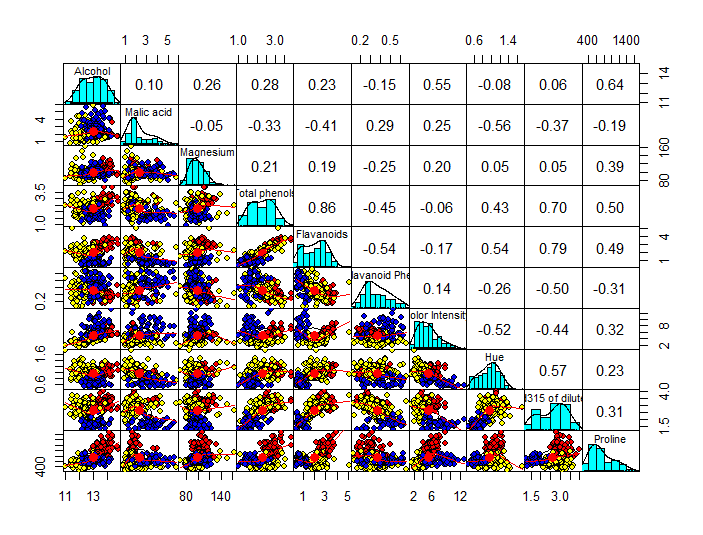 1 3 5 1.0 3.0 0.2 0.5 0.6 1.4 400 1400
Alcohol 0.10 0.26 0.28 0.23 -0.15 0.55 -0.08 0.06 0.64 11 14
1 4 Malic acid -0.05 -0.33 -0.41 0.29 0.25 -0.56 -0.37 -0.19
Magnesium 0.21 0.19 -0.25 0.20 0.05 0.05 0.39 80 160
1.0 3.5 Total phenols 0.86 -0.45 -0.06 0.43 0.70 0.50
Flavanoids -0.54 -0.17 0.54 0.79 0.49 1 4
0.2 lavanoid Phe 0.14 -0.26 -0.50 -0.31
olor Intensit -0.52 -0.44 0.32 2 8
0.6 1.6 Hue 0.57 0.23
315 of dilute 0.31 1.5 4.0
400 Proline
11 13 80 140 1 3 5 2 6 12 1.5 3.0